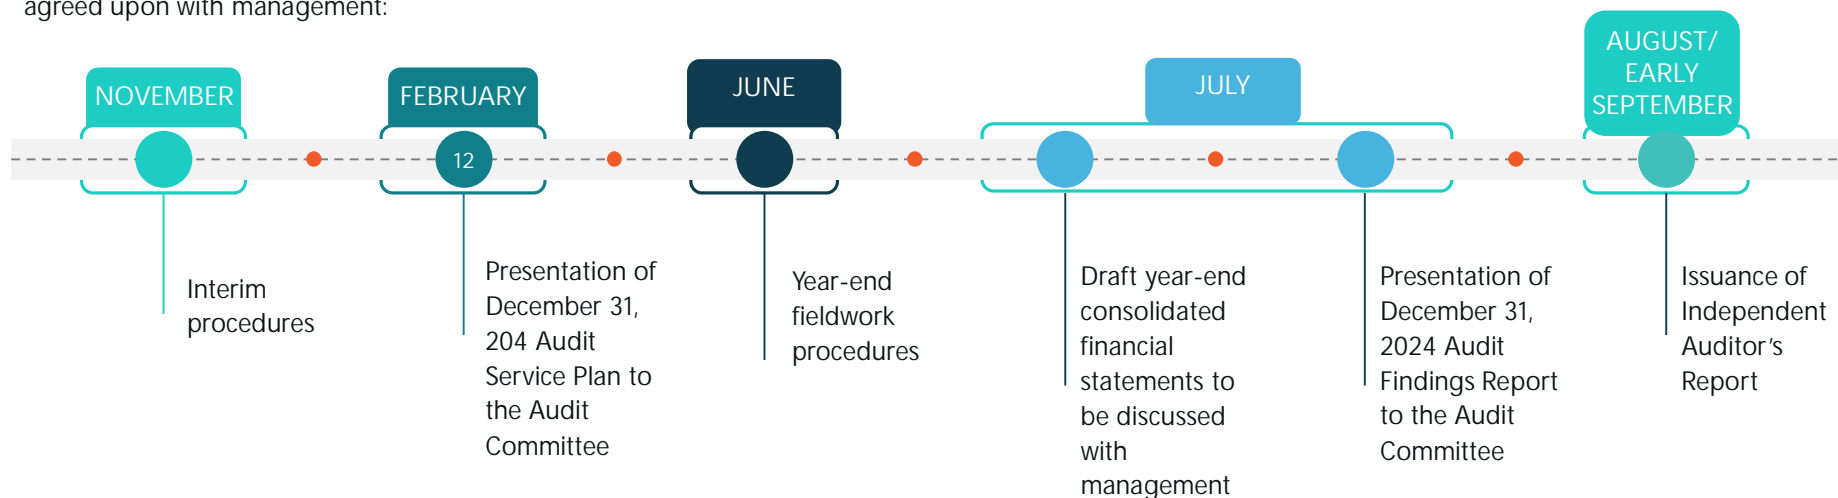 agreed upon with management:
NOVEMBER
FEBRUARY
JUNE
JULY
AUGUST/
EARLY
SEPTEMBER
12
Interim
procedures
Presentation of
December 31,
204 Audit
Service Plan to
the Audit
Committee
Year-end
fieldwork
procedures
Draft year-end
consolidated
financial
statements to
be discussed
with
management
Presentation of
December 31,
2024 Audit
Findings Report
to the Audit
Committee
Issuance of
Independent
Auditor’s
Report